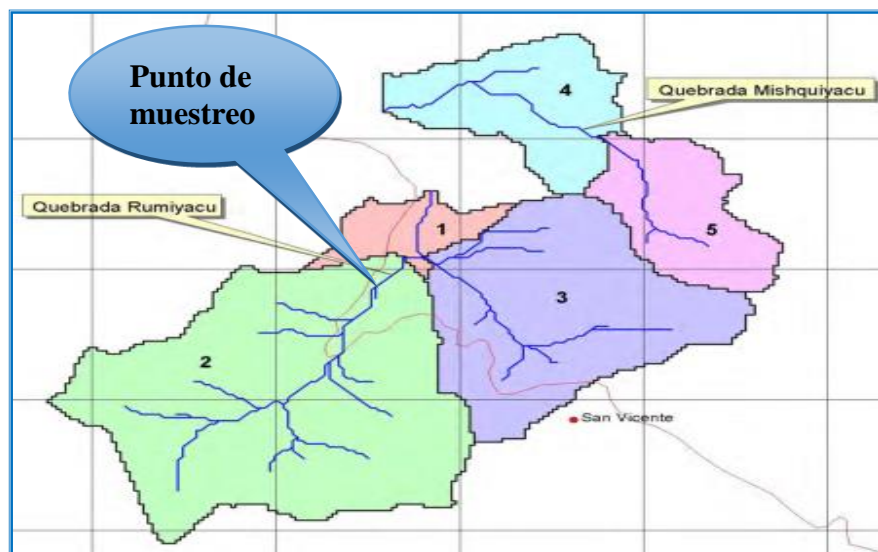 Punto de
muestreo
4
Quebrada Mishquiyacu
Quebrada Rumiyacu
1
5
3
2
San Vicente